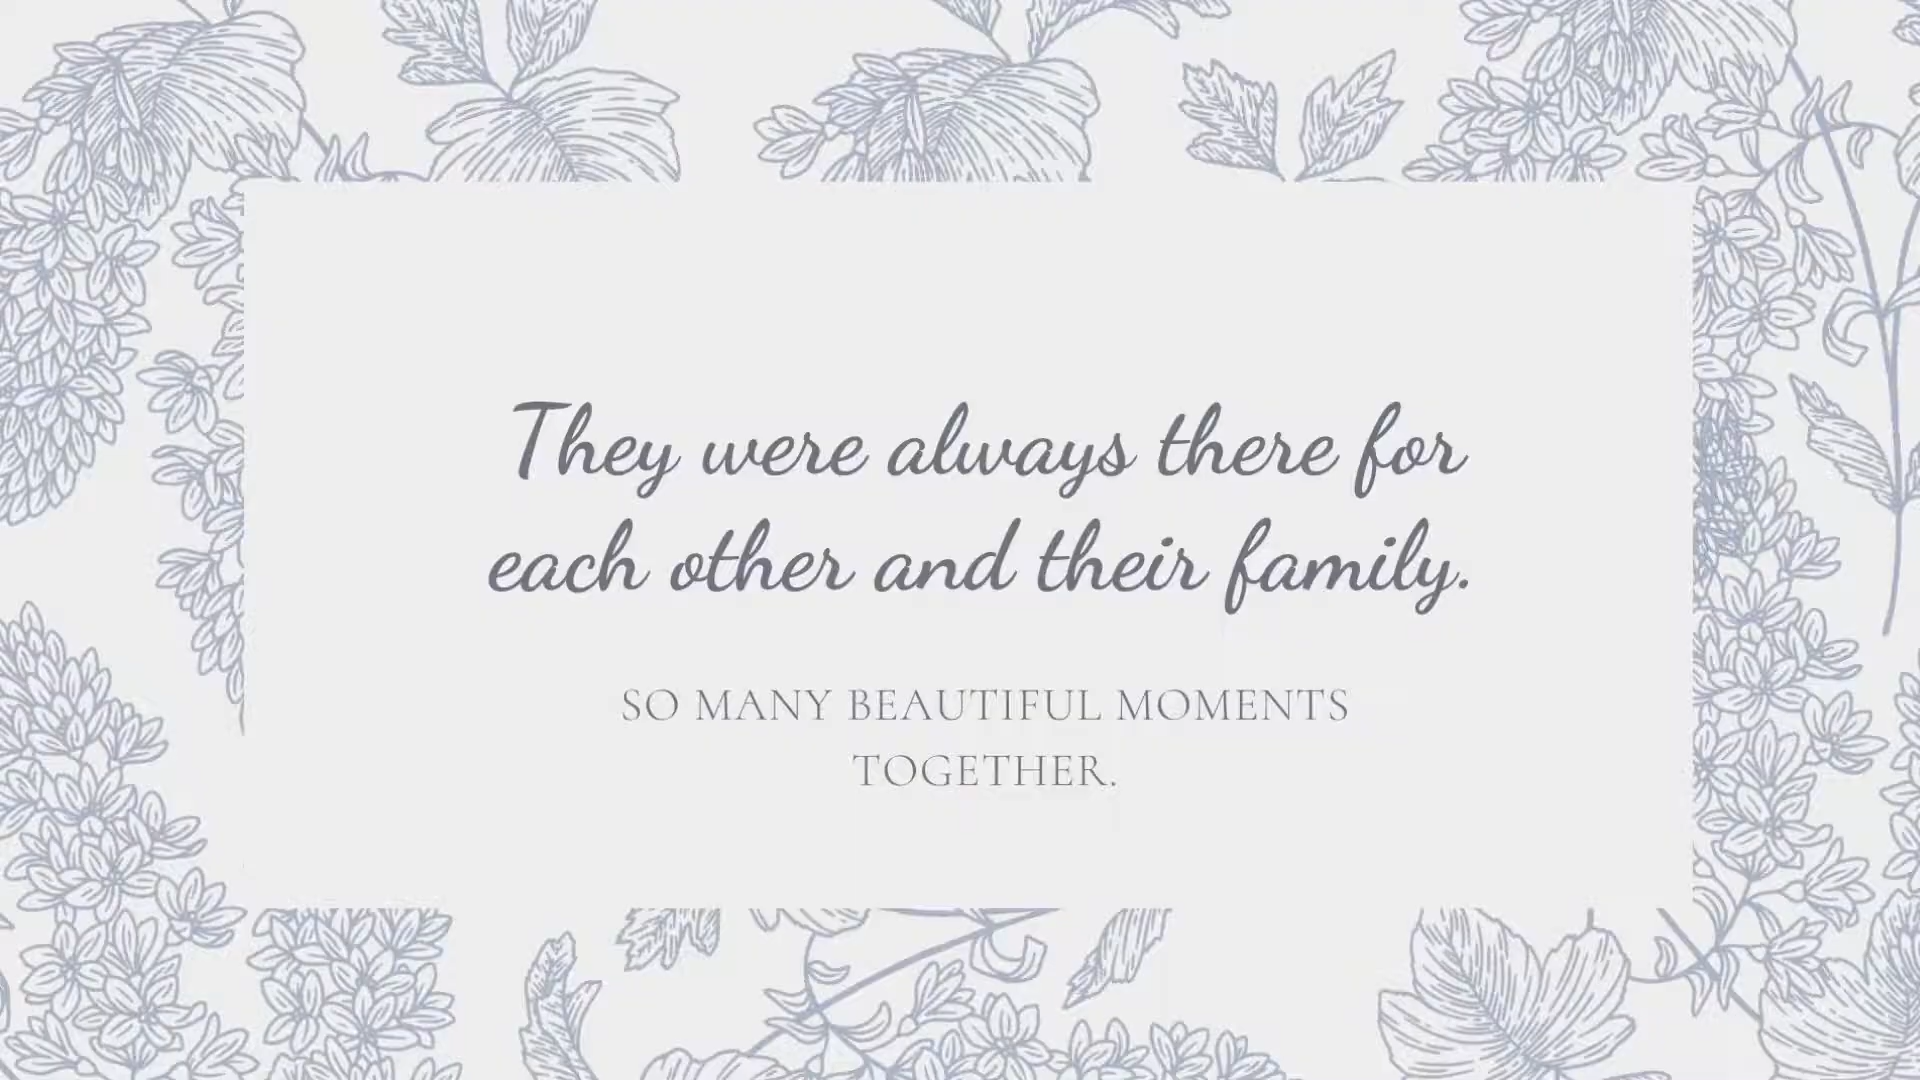 They were always there for
each other and their family.
SO MANY BEAUTIFUL MOMENTS
TOGETHER.